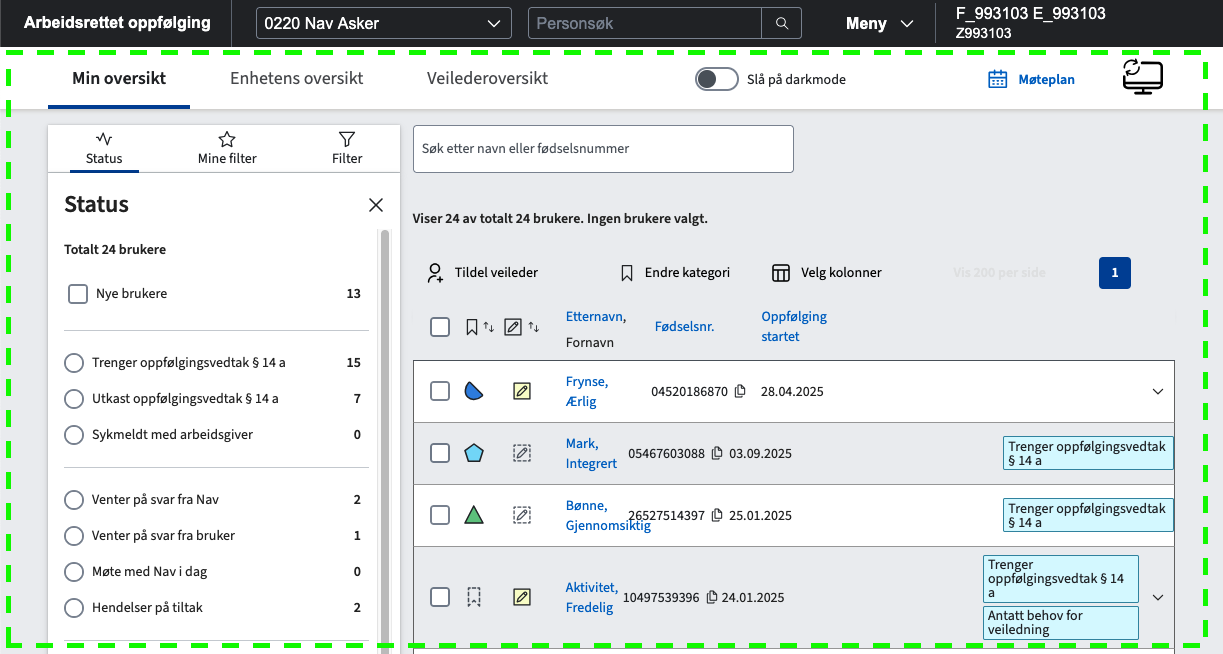 Arbeidsrettet oppfølging
0220 Nav Asker
Personsøk
Meny
F_993103 E_993103
Z993103
Min oversikt
Enhetens oversikt
Veilederoversikt
Slå på darkmode
Møteplan
Status
Mine filter
Filter
Søk etter navn eller fødselsnummer
Status
Viser 24 av totalt 24 brukere. Ingen brukere valgt.
Totalt 24 brukere
Nye brukere 13
Trenger oppfølgingsvedtak § 14 a 15
Utkast oppfølgingsvedtak § 14 a 7
Sykmeldt med arbeidsgiver 0
Venter på svar fra Nav 2
Venter på svar fra bruker 1
Møte med Nav i dag 0
Hendelser på tiltak 2
Tildel veileder
Endre kategori
Velg kolonner
Vis 200 per side
1
Etternavn,
Fornavn
Fødselsnr.
Oppfølging
startet
Frynse,
Ærlig
04520186870
28.04.2025
Mark,
Integrert
05467603088
03.09.2025
Trenger oppfølgingsvedtak
§ 14 a
Bønne,
Gjennomsiktig
26527514397
25.01.2025
Trenger oppfølgingsvedtak
§ 14 a
Aktivitet,
Fredelig
10497539396
24.01.2025
Trenger
oppfølgingsvedtak § 14
a
Antatt behov for
veiledning